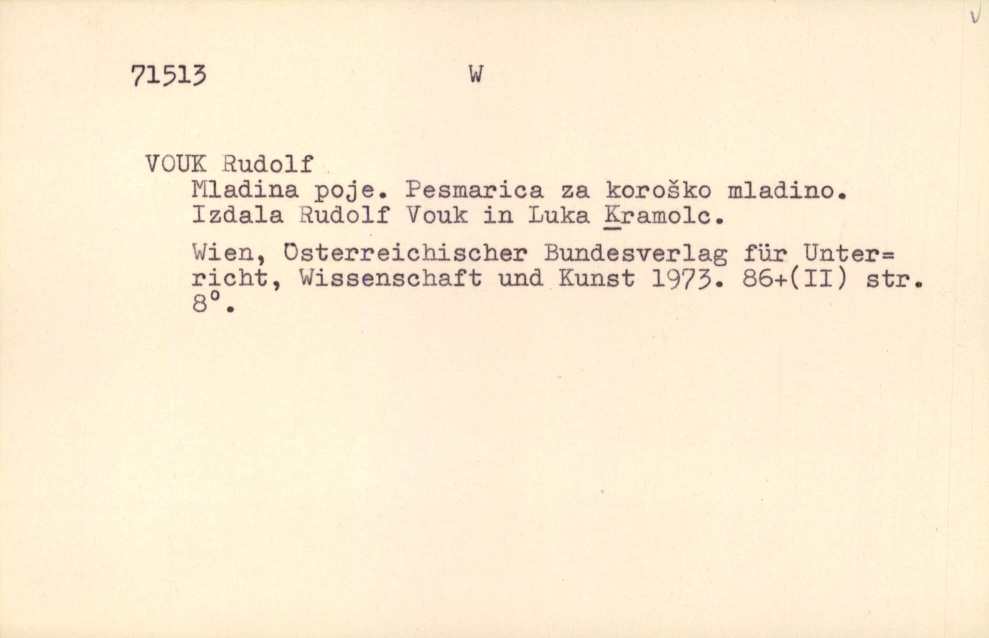 71513 W
VOUK Rudolf
Mladina poje. Pesmarica za koroško mladino.
Izdala Rudolf Vouk in Luka Kramolc.
Wien, Österreichischer Bundesverlag für Unter=
richt, Wissenschaft und Kunst 1973. 86+(II) str.
8°.